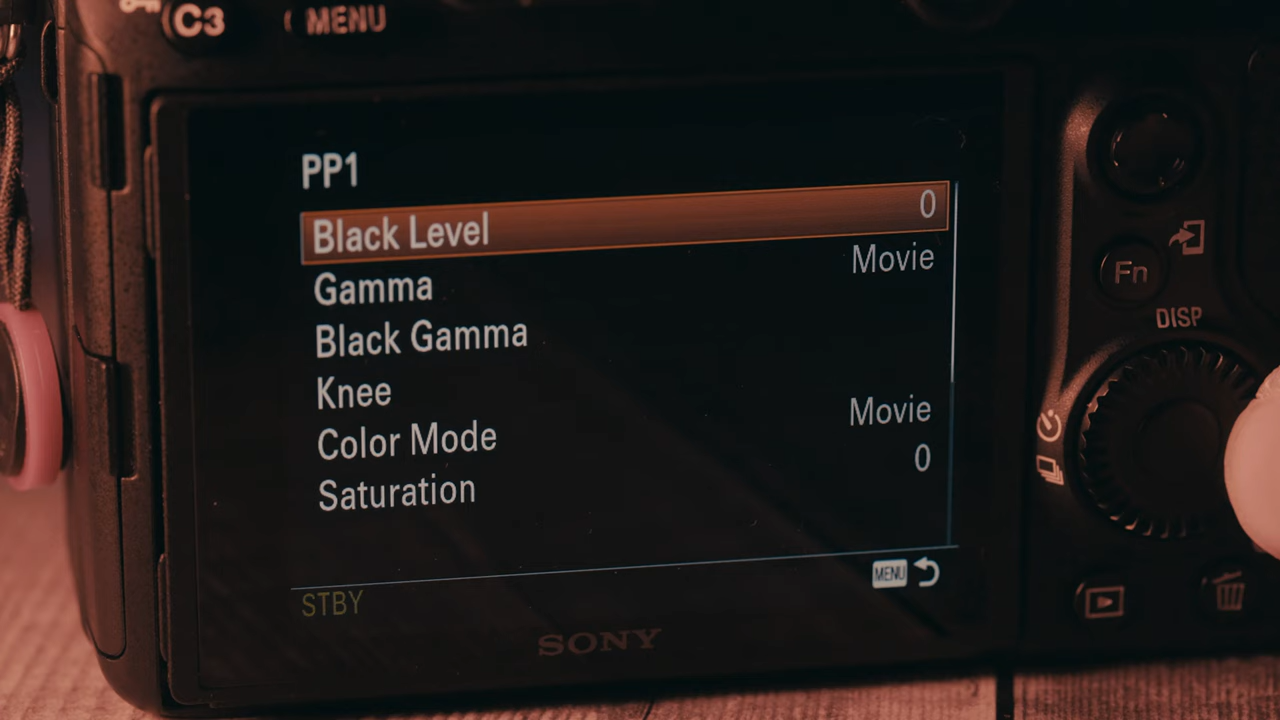 C3
MENU
PP1
Black Level 0
Gamma Movie
Black Gamma
Knee
Color Mode Movie
Saturation 0
MENU
STBY
SONY
Fn
DISP